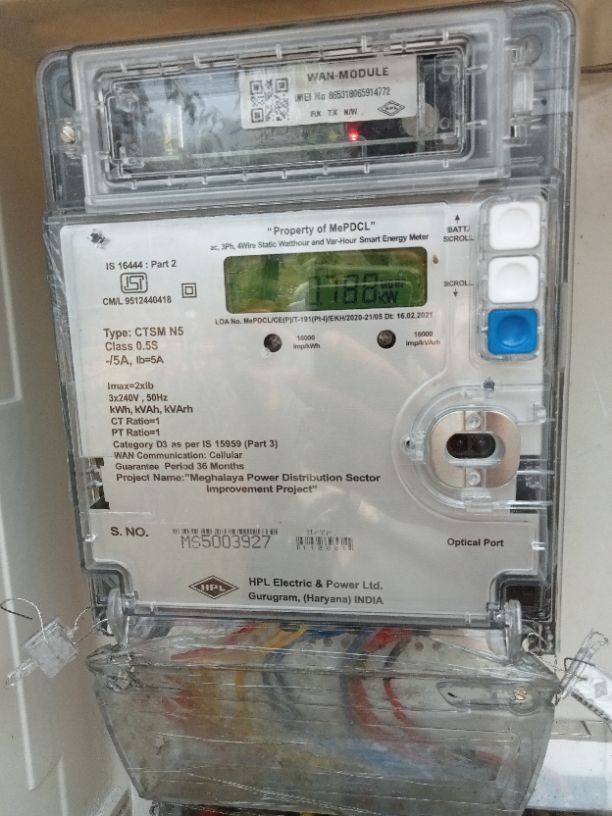 WAN-MODULE
IMEI No 865318065914772
RX TX N/W
HPL
"Property of MePDCL"
ac, 3Ph, 4Wire Static Watthour and Var-Hour Smart Energy Meter
BATT./
SCROLL
IS 16444 : Part 2
ISI
CM/L 9512440418
kW
SCROLL
LOA No. MePDCL/CE(P)/T-191(Pt-I)/EKH/2020-21/05 Dt: 16.02.2021
16000
imp/kWh
16000
imp/kVArh
Type: CTSM N5
Class 0.5S
-/5A, Ib=5A
Imax=2xIb
3x240V , 50Hz
kWh, kVAh, kVArh
CT Ratio=1
PT Ratio=1
Category D3 as per IS 15959 (Part 3)
WAN Communication: Cellular
Guarantee Period 36 Months
Project Name:"Meghalaya Power Distribution Sector
Improvement Project"
S. NO.
MS5003927
Optical Port
HPL
HPL Electric & Power Ltd.
Gurugram, (Haryana) INDIA